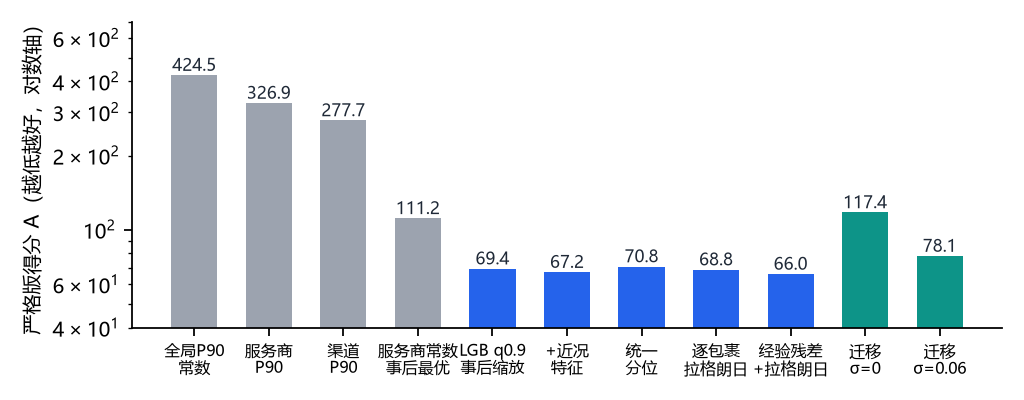 严格版得分 A（越低越好，对数轴）
6 × 10²
4 × 10²
3 × 10²
2 × 10²
10²
6 × 10¹
4 × 10¹
424.5
326.9
277.7
111.2
69.4
67.2
70.8
68.8
66.0
117.4
78.1
全局P90
常数
服务商
P90
渠道
P90
服务商常数
事后最优
LGB q0.9
事后缩放
+近况
特征
统一
分位
逐包裹
拉格朗日
经验残差
+拉格朗日
迁移
σ=0
迁移
σ=0.06